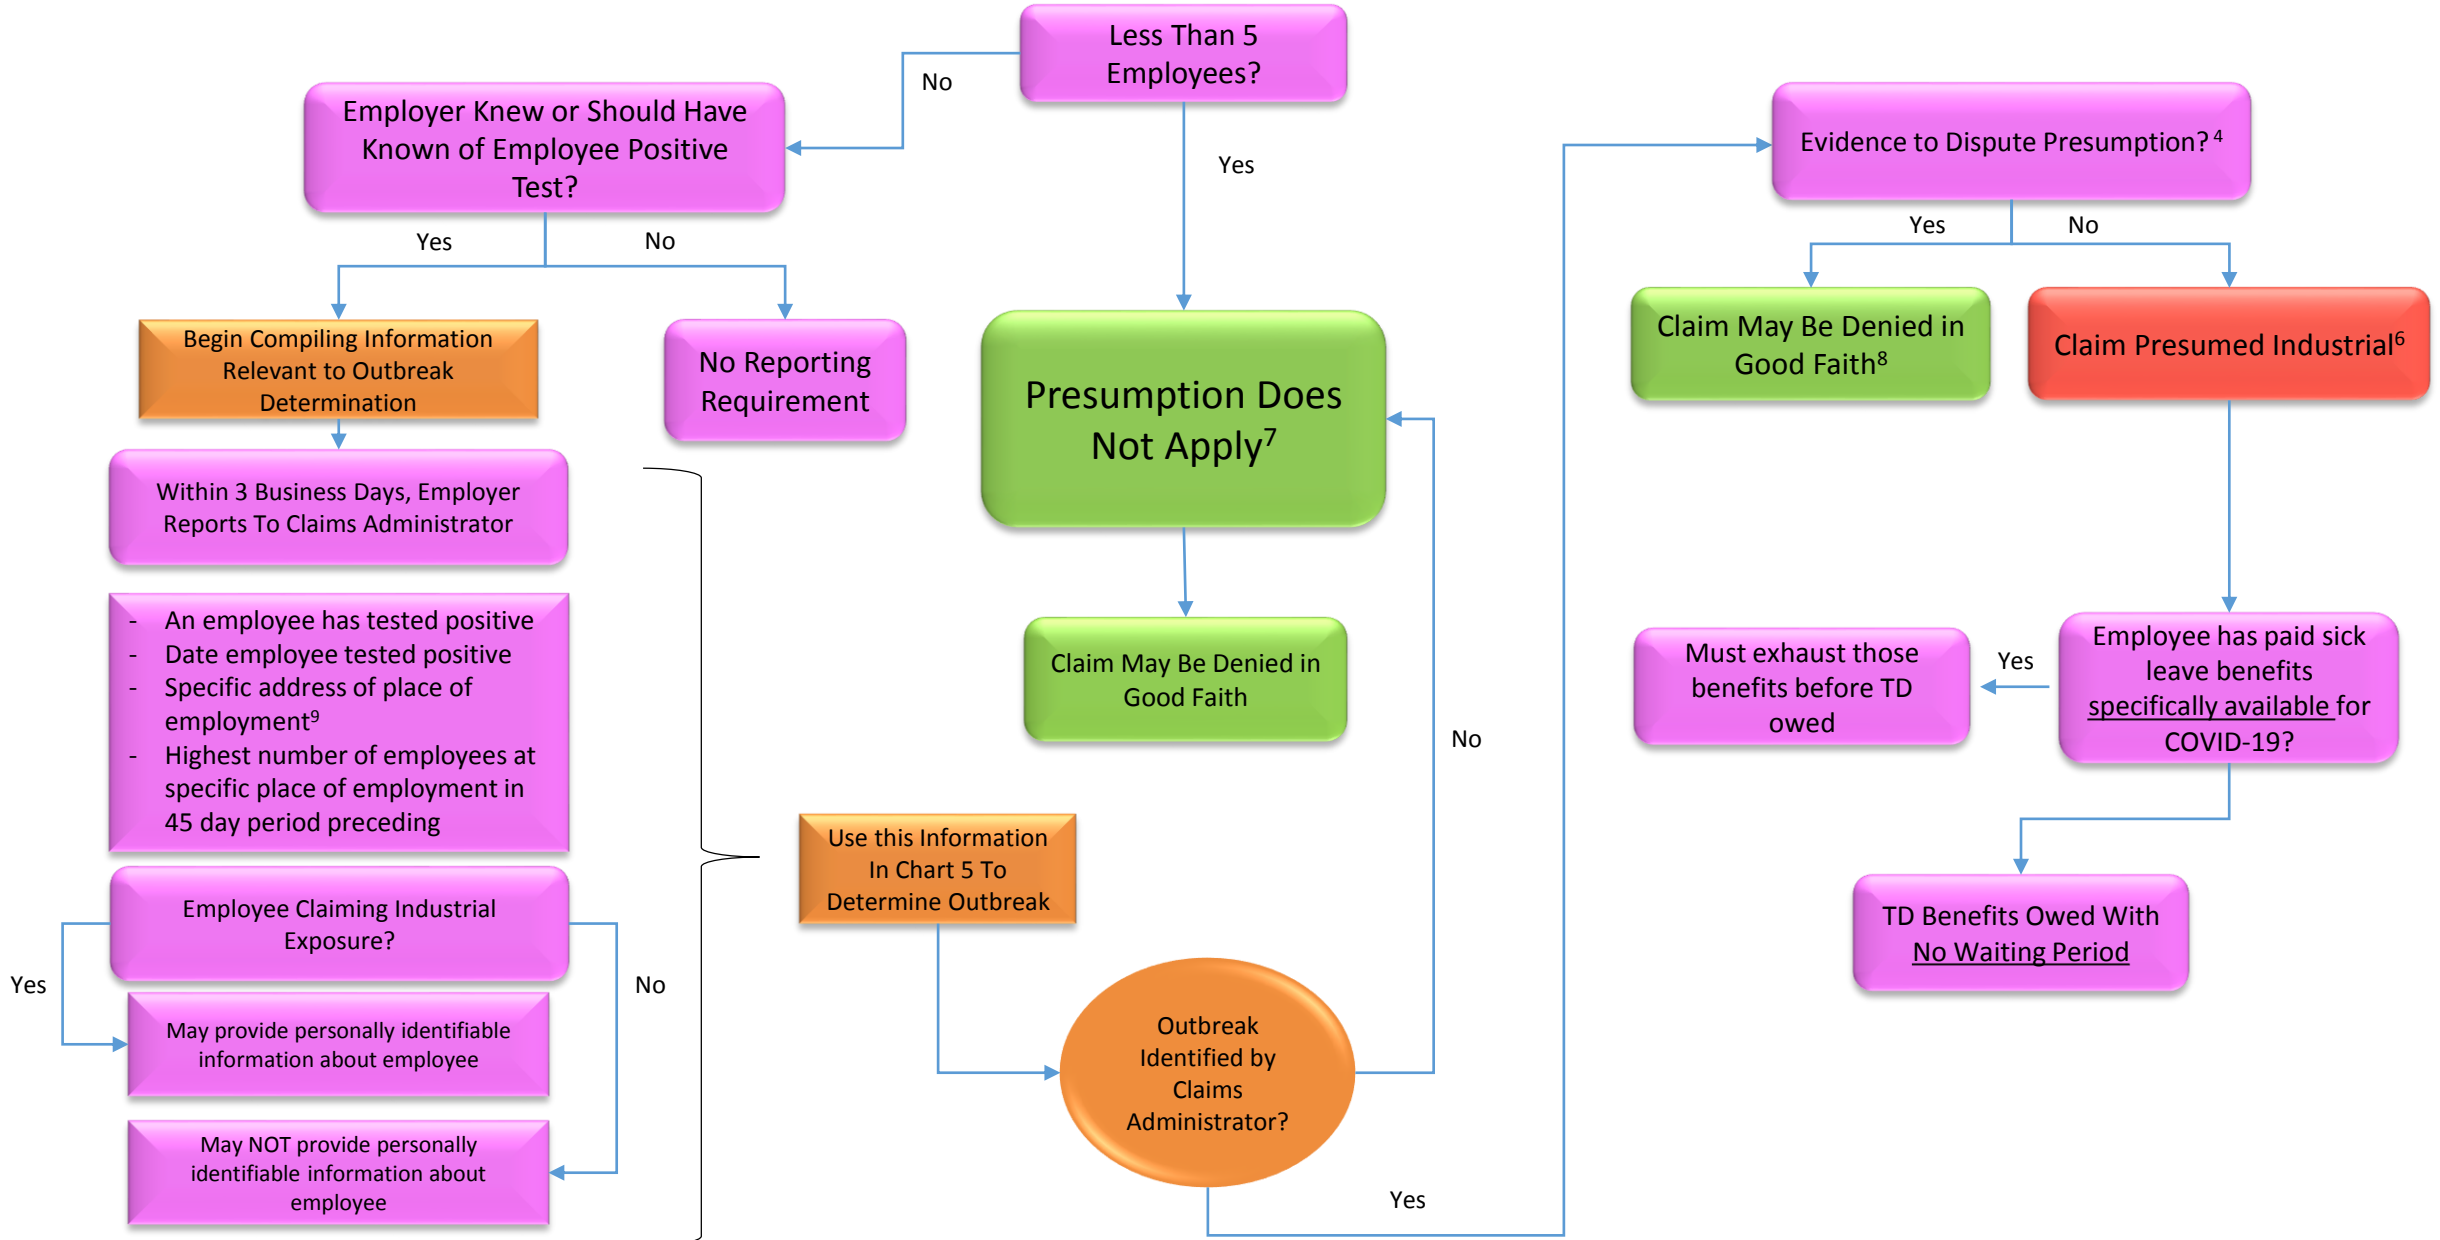 Less Than 5
Employees?
No
Yes
Employer Knew or Should Have
Known of Employee Positive
Test?
Yes
No
Begin Compiling Information
Relevant to Outbreak
Determination
No Reporting
Requirement
Within 3 Business Days, Employer
Reports To Claims Administrator
- An employee has tested positive
- Date employee tested positive
- Specific address of place of
employment⁹
- Highest number of employees at
specific place of employment in
45 day period preceding
Employee Claiming Industrial
Exposure?
Yes
No
May provide personally identifiable
information about employee
May NOT provide personally
identifiable information about
employee
Presumption Does
Not Apply⁷
Claim May Be Denied in
Good Faith
Use this Information
In Chart 5 To
Determine Outbreak
Outbreak
Identified by
Claims
Administrator?
No
Yes
Evidence to Dispute Presumption? ⁴
Yes
No
Claim May Be Denied in
Good Faith⁸
Claim Presumed Industrial⁶
Employee has paid sick
leave benefits
specifically available for
COVID-19?
Yes
Must exhaust those
benefits before TD
owed
TD Benefits Owed With
No Waiting Period